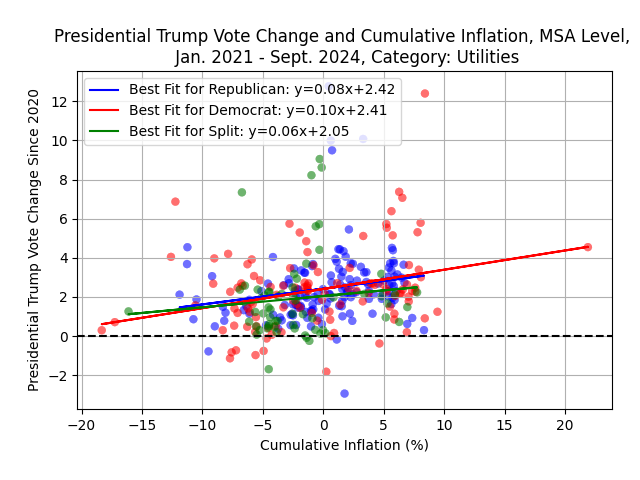 Presidential Trump Vote Change and Cumulative Inflation, MSA Level,
Jan. 2021 - Sept. 2024, Category: Utilities
Best Fit for Republican: y=0.08x+2.42
Best Fit for Democrat: y=0.10x+2.41
Best Fit for Split: y=0.06x+2.05
Presidential Trump Vote Change Since 2020
12
10
8
6
4
2
0
−2
−20 −15 −10 −5 0 5 10 15 20
Cumulative Inflation (%)